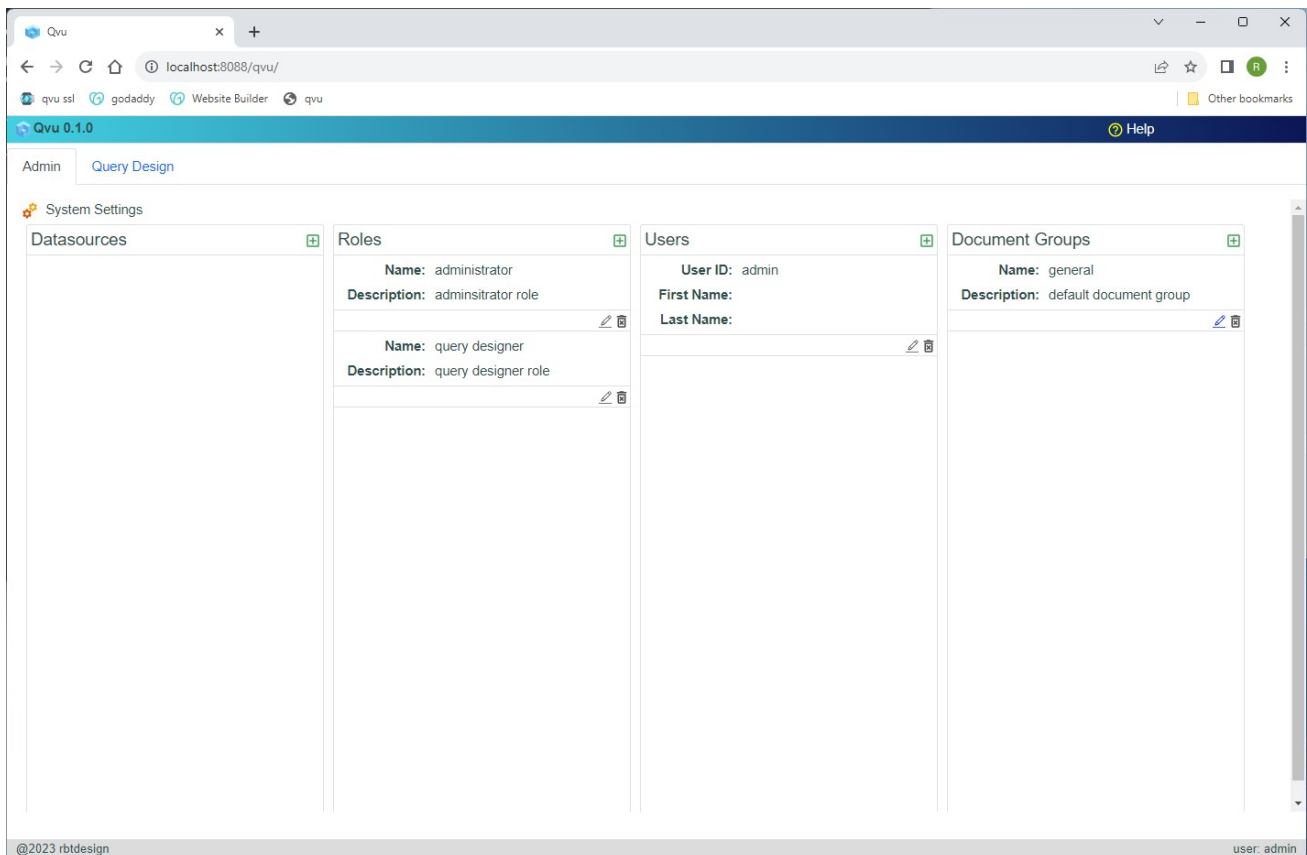 Qvu
localhost:8088/qvu/
R
qvu ssl godaddy Website Builder qvu Other bookmarks
Qvu 0.1.0 Help
Admin Query Design
System Settings
Datasources
Roles
Name: administrator
Description: adminsitrator role
Name: query designer
Description: query designer role
Users
User ID: admin
First Name:
Last Name:
Document Groups
Name: general
Description: default document group
@2023 rbtdesign user: admin